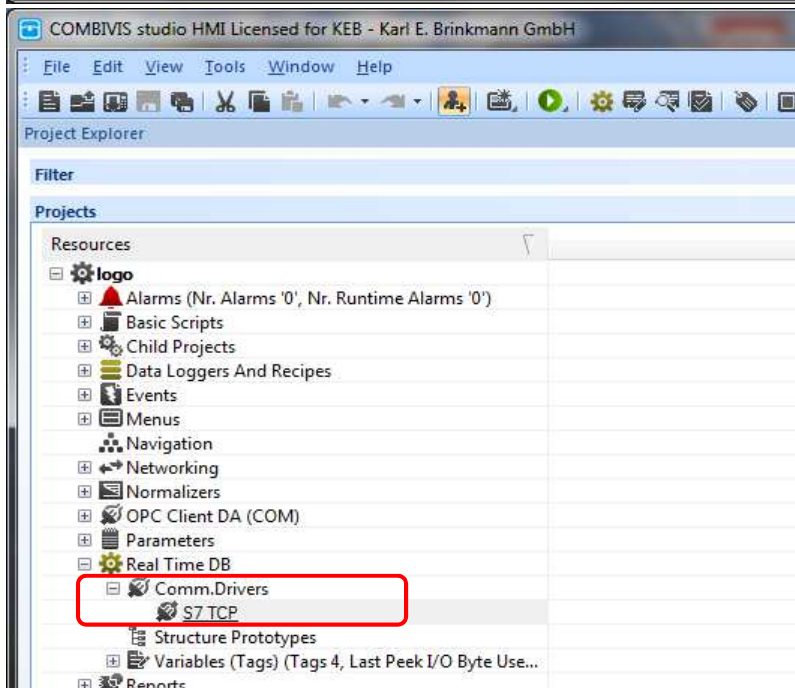 COMBIVIS studio HMI Licensed for KEB - Karl E. Brinkmann GmbH
File Edit View Tools Window Help
Project Explorer
Filter
Projects
Resources
logo
Alarms (Nr. Alarms '0', Nr. Runtime Alarms '0')
Basic Scripts
Child Projects
Data Loggers And Recipes
Events
Menus
Navigation
Networking
Normalizers
OPC Client DA (COM)
Parameters
Real Time DB
Comm.Drivers
S7 TCP
Structure Prototypes
Variables (Tags) (Tags 4, Last Peek I/O Byte Use...
Reports